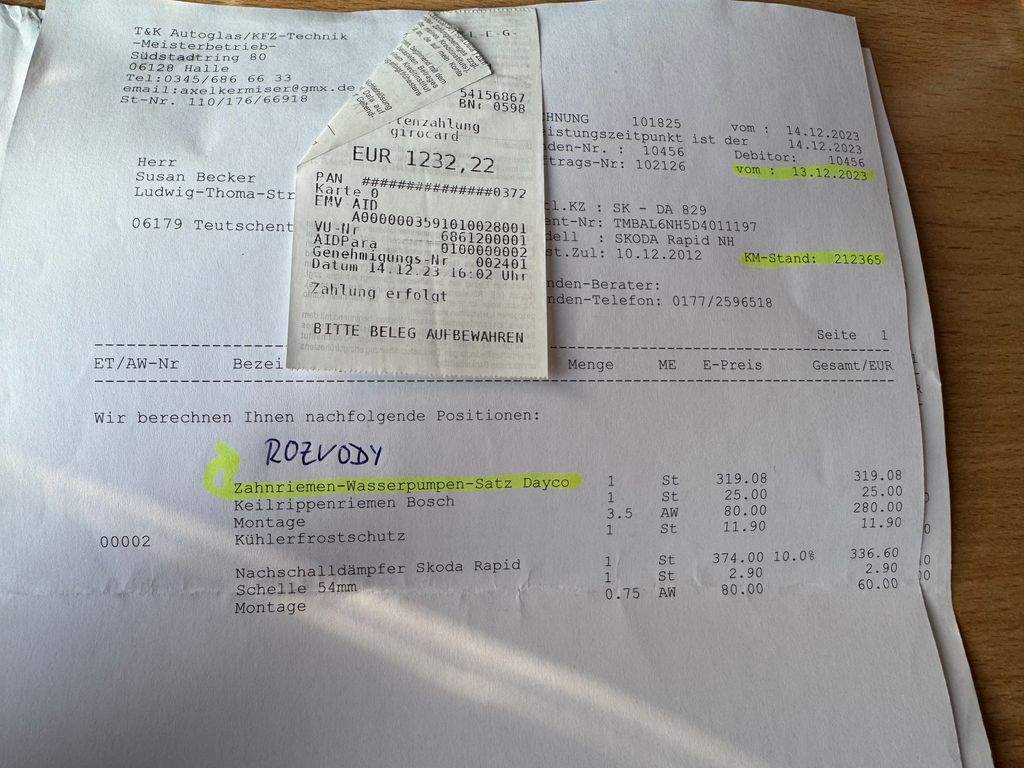 T&K Autoglas/KFZ-Technik
-Meisterbetrieb-
Südstadtring 80
06128 Halle
Tel:0345/686 66 33
email:axelkermiser@gmx.de
St-Nr. 110/176/66918
Herr
Susan Becker
Ludwig-Thoma-Str
06179 Teutschent
54156867
BNr 0598
tenzahlung
girocard
EUR 1232,22
PAN ###############0372
Karte 0
EMV-AID
A0000003591010028001
VU-Nr 6861200001
AIDPara 0100000002
Genehmigungs-Nr 002401
Datum 14.12.23 16:02 Uhr
Zahlung erfolgt
BITTE BELEG AUFBEWAHREN
HNUNG 101825 vom : 14.12.2023
eistungszeitpunkt ist der 14.12.2023
den-Nr. : 10456 Debitor: 10456
trags-Nr: 102126 vom : 13.12.2023
tl.KZ : SK - DA 829
ent-Nr: TMBAL6NH5D4011197
dell : SKODA Rapid NH
st.Zul: 10.12.2012 KM-Stand: 212365
nden-Berater:
nden-Telefon: 0177/2596518
Seite 1
ET/AW-Nr Bezei Menge ME E-Preis Gesamt/EUR
Wir berechnen Ihnen nachfolgende Positionen:
ROZVODY
Zahnriemen-Wasserpumpen-Satz Dayco 1 St 319.08 319.08
Keilrippenriemen Bosch 1 St 25.00 25.00
Montage 3.5 AW 80.00 280.00
00002 Kühlerfrostschutz 1 St 11.90 11.90
Nachschalldämpfer Skoda Rapid 1 St 374.00 10.0% 336.60
Schelle 54mm 1 St 2.90 2.90
Montage 0.75 AW 80.00 60.00